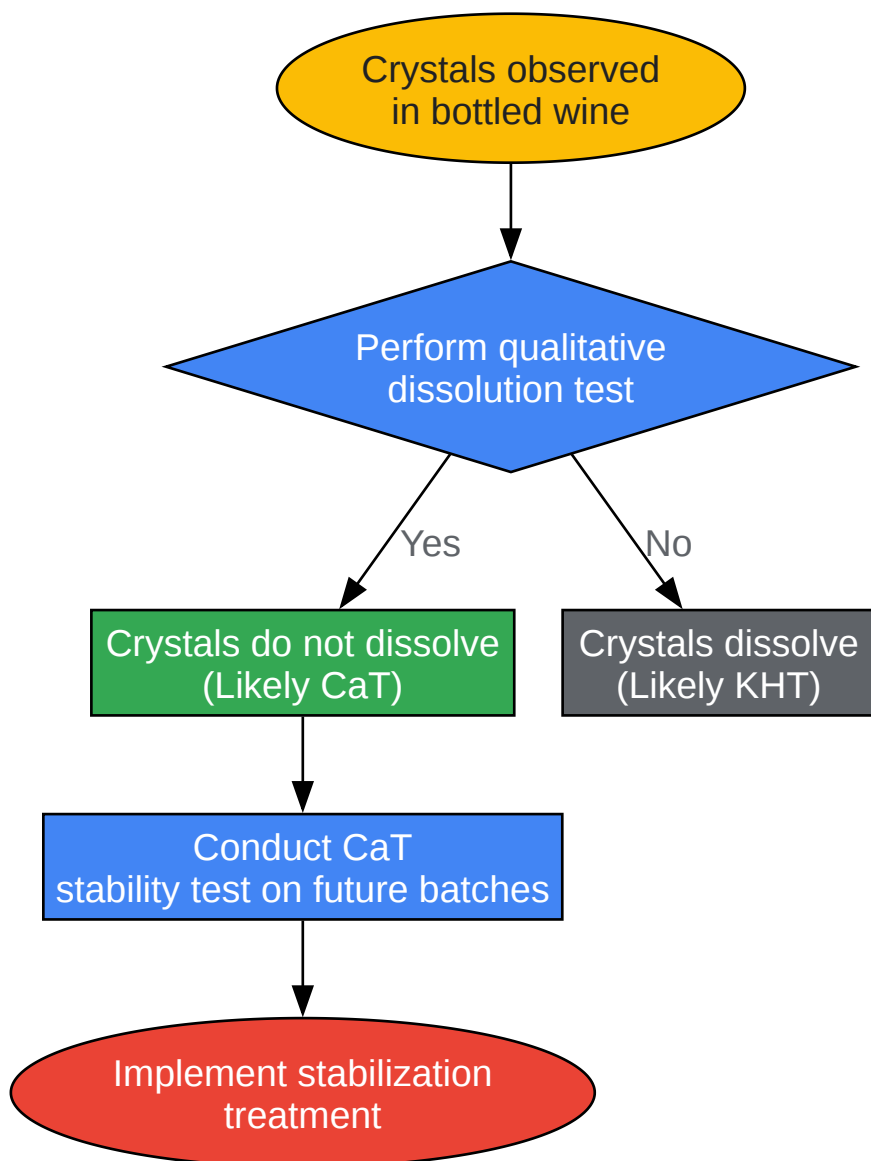 Crystals observed
in bottled wine
Perform qualitative
dissolution test
Yes
No
Crystals do not dissolve
(Likely CaT)
Crystals dissolve
(Likely KHT)
Conduct CaT
stability test on future batches
Implement stabilization
treatment